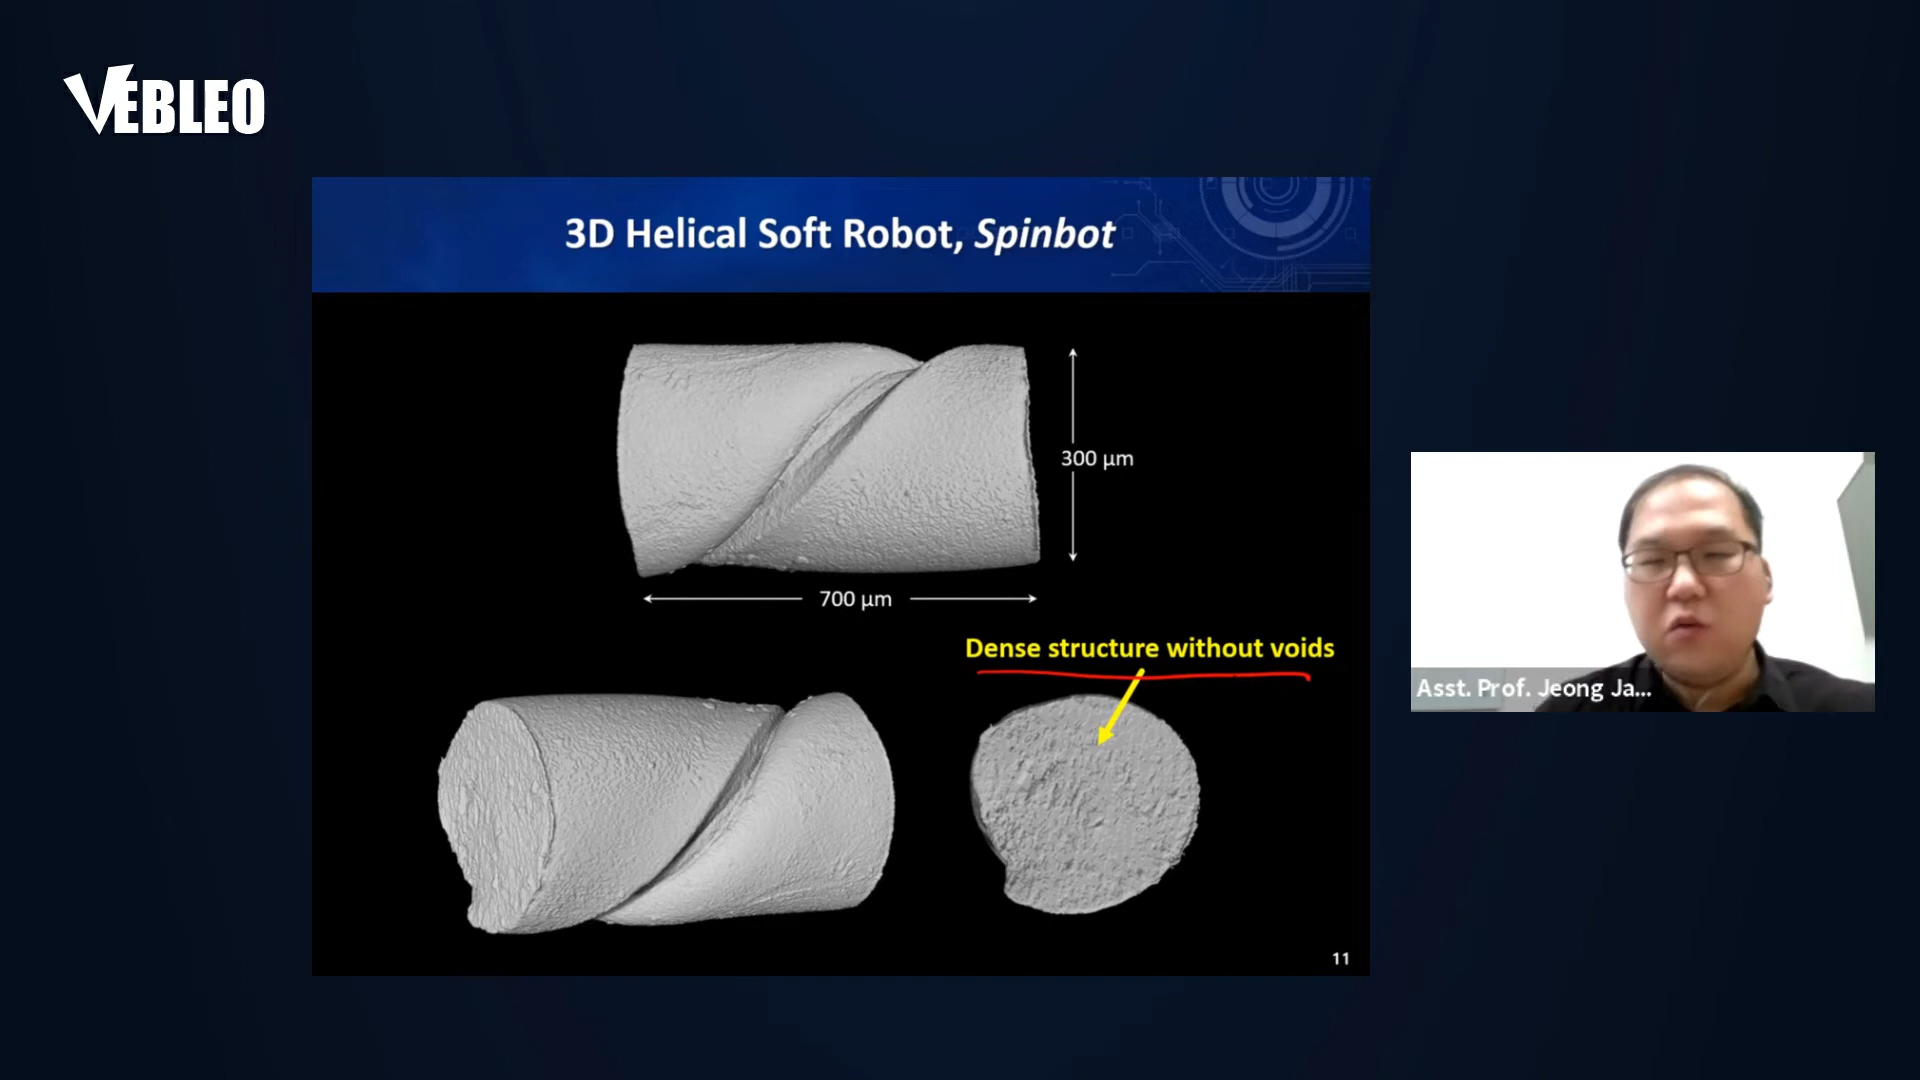 VEBLEO
3D Helical Soft Robot, Spinbot
300 µm
700 µm
Dense structure without voids
Asst. Prof. Jeong Ja...
11